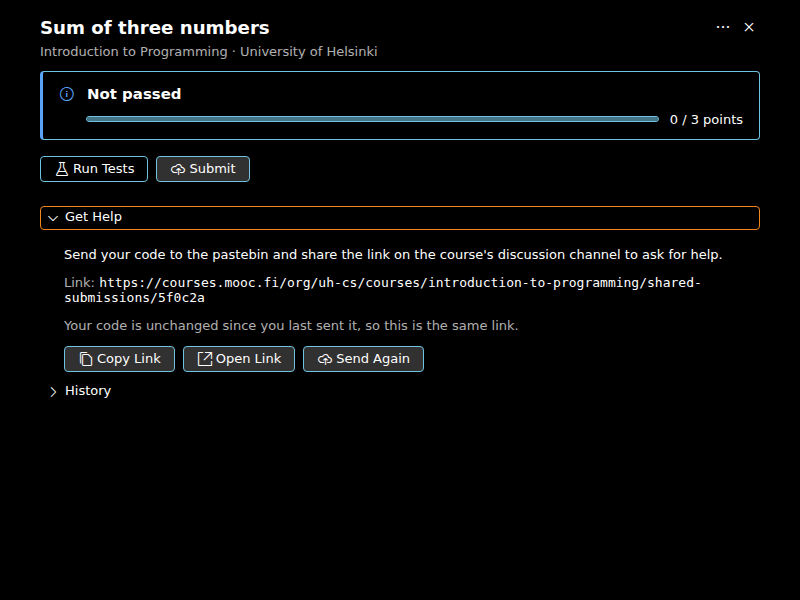 Sum of three numbers
Introduction to Programming · University of Helsinki
Not passed
0 / 3 points
Run Tests
Submit
Get Help
Send your code to the pastebin and share the link on the course's discussion channel to ask for help.
Link: https://courses.mooc.fi/org/uh-cs/courses/introduction-to-programming/shared-
submissions/5f0c2a
Your code is unchanged since you last sent it, so this is the same link.
Copy Link
Open Link
Send Again
History